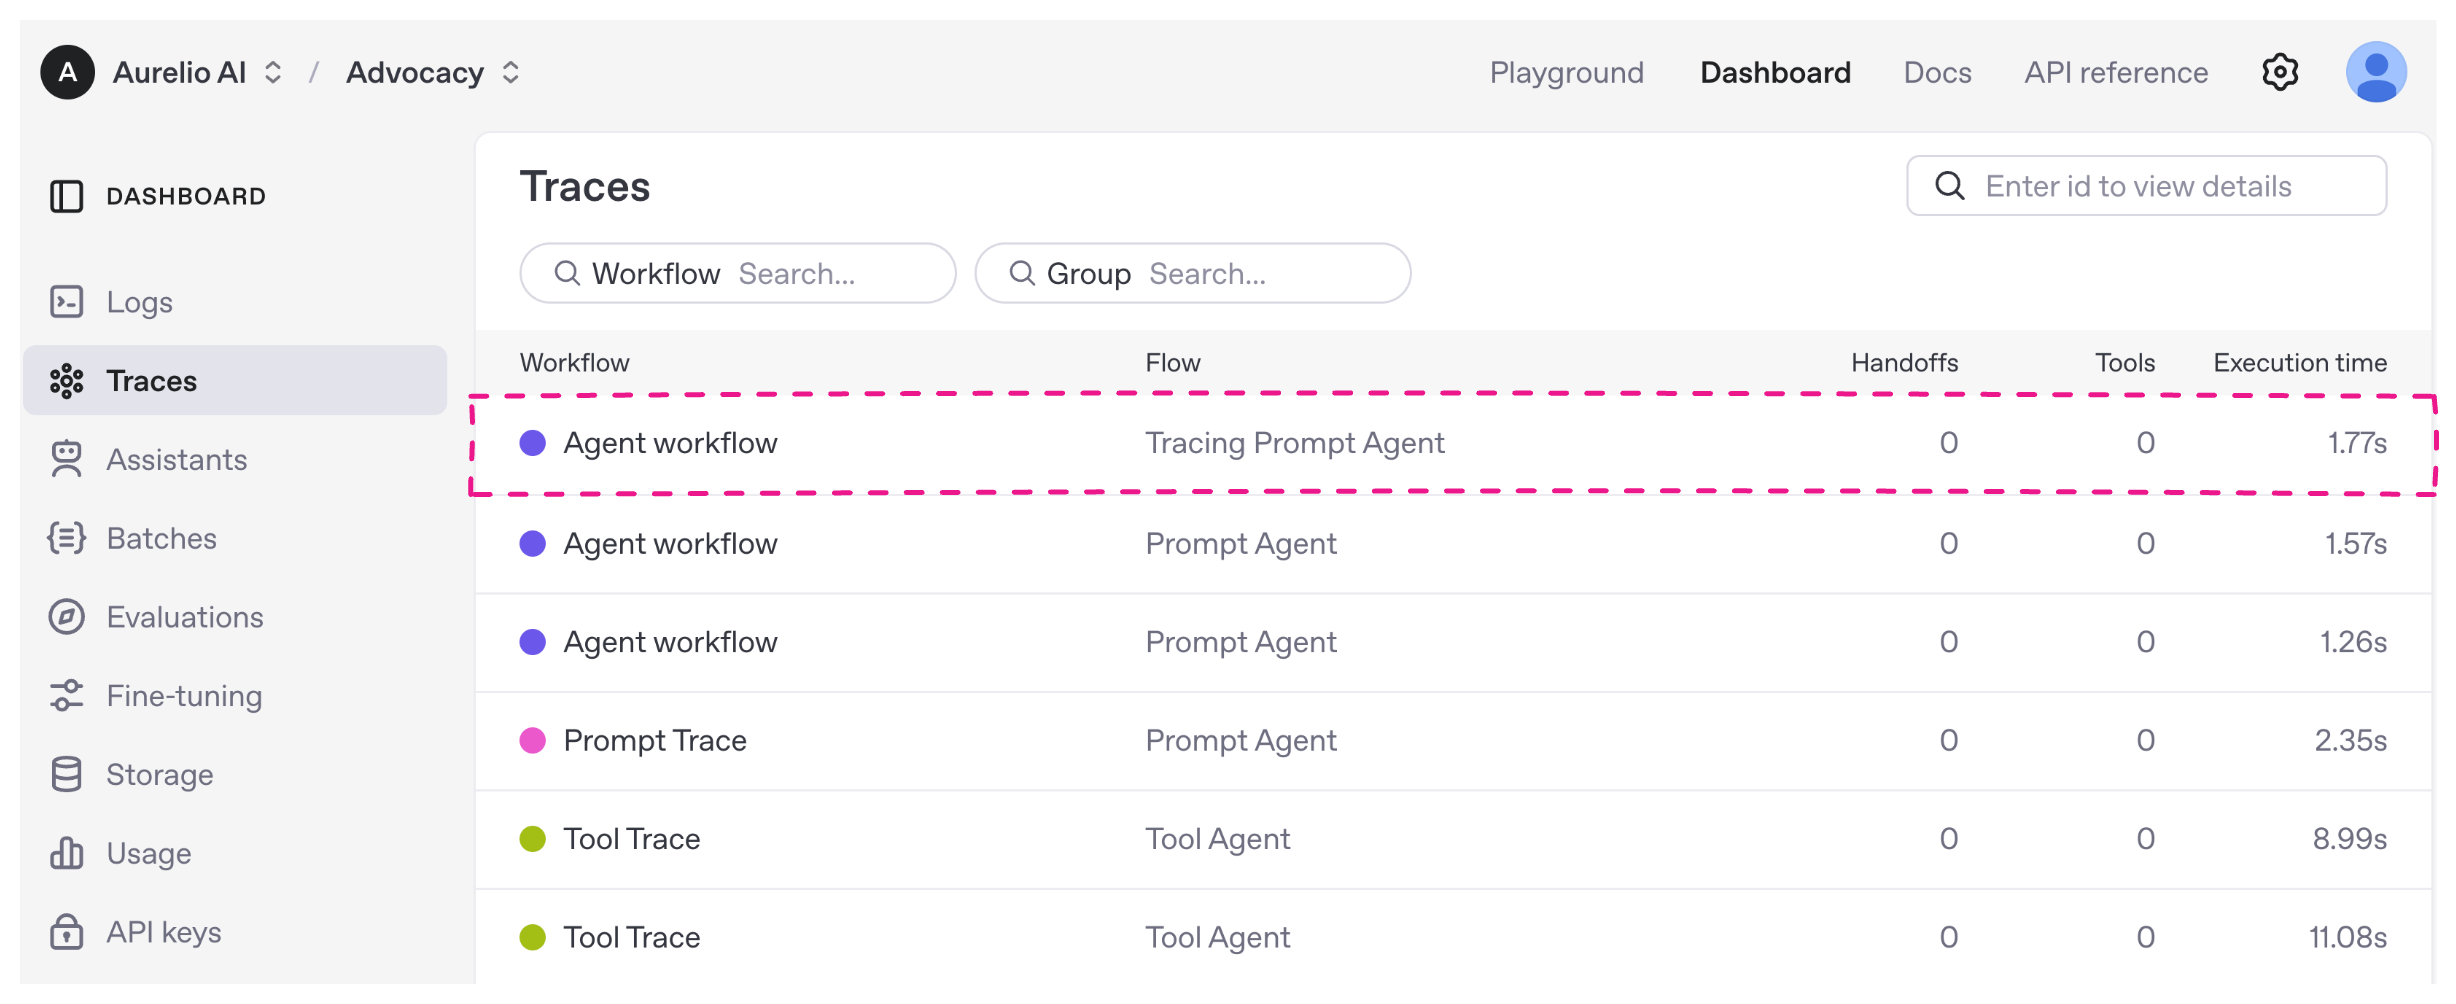 A Aurelio AI / Advocacy Playground Dashboard Docs API reference
DASHBOARD
Logs
Traces
Assistants
Batches
Evaluations
Fine-tuning
Storage
Usage
API keys
Traces Enter id to view details
Workflow Search... Group Search...
Workflow Flow Handoffs Tools Execution time
Agent workflow Tracing Prompt Agent 0 0 1.77s
Agent workflow Prompt Agent 0 0 1.57s
Agent workflow Prompt Agent 0 0 1.26s
Prompt Trace Prompt Agent 0 0 2.35s
Tool Trace Tool Agent 0 0 8.99s
Tool Trace Tool Agent 0 0 11.08s